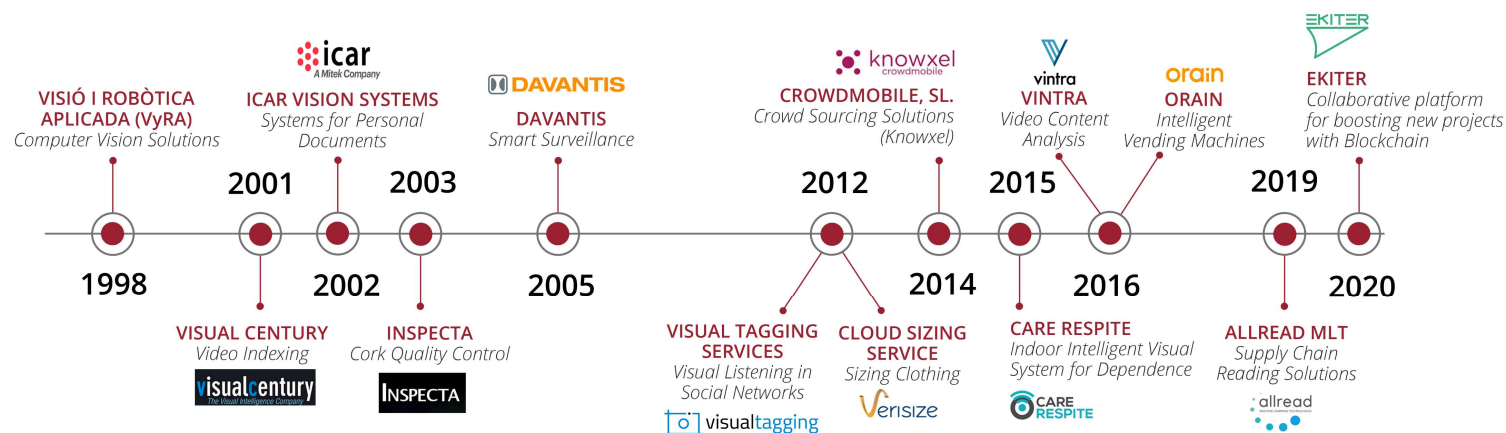 VISIÓ I ROBÒTICA
APLICADA (VyRA)
Computer Vision Solutions
1998
2001
VISUAL CENTURY
Video Indexing
visualcentury
The Visual Intelligence Company
icar
A Mitek Company
ICAR VISION SYSTEMS
Systems for Personal
Documents
2002
2003
INSPECTA
Cork Quality Control
INSPECTA
DAVANTIS
DAVANTIS
Smart Surveillance
2005
2012
VISUAL TAGGING
SERVICES
Visual Listening in
Social Networks
visualtagging
CLOUD SIZING
SERVICE
Sizing Clothing
Verisize
knowxel
crowdmobile
CROWDMOBILE, SL.
Crowd Sourcing Solutions
(Knowxel)
2014
2015
CARE RESPITE
Indoor Intelligent Visual
System for Dependence
CARE
RESPITE
vintra
VINTRA
Video Content
Analysis
orain
ORAIN
Intelligent
Vending Machines
2016
2019
ALLREAD MLT
Supply Chain
Reading Solutions
allread
EKITER
EKITER
Collaborative platform
for boosting new projects
with Blockchain
2020